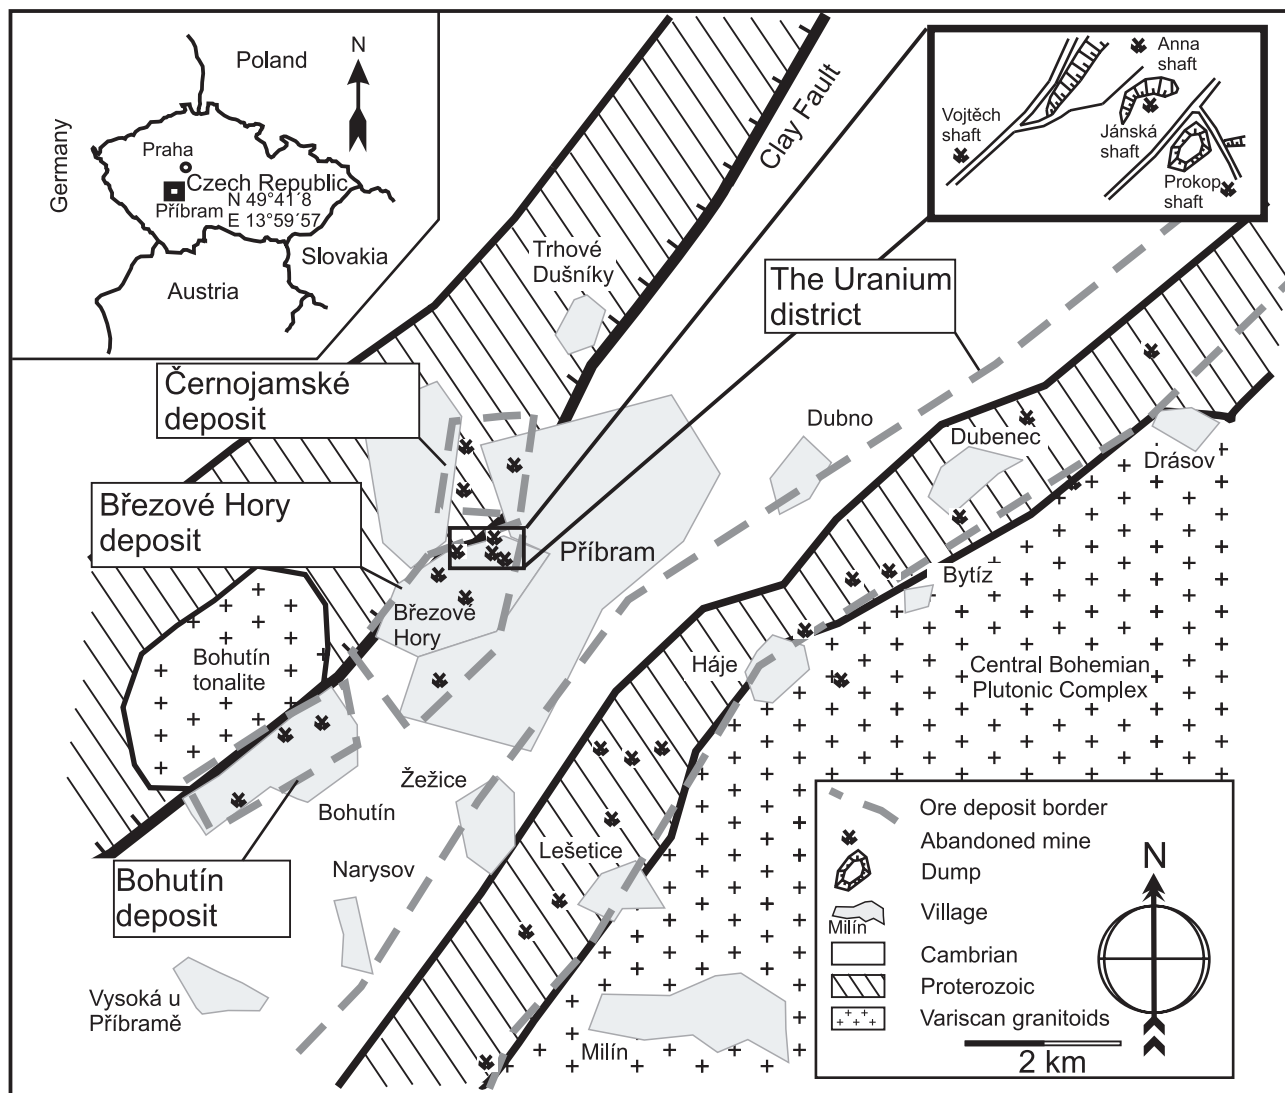 Poland
N
Germany
Praha
Czech Republic
N 49°41´8
Příbram
E 13°59´57
Slovakia
Austria
Clay Fault
Anna
shaft
Vojtěch
shaft
Jánská
shaft
Prokop
shaft
Trhové
Dušníky
The Uranium
district
Černojamské
deposit
Dubno
Dubenec
Drásov
Březové Hory
deposit
Příbram
Bytíz
Březové
Hory
Bohutín
tonalite
Háje
Central Bohemian
Plutonic Complex
Žežice
Bohutín
Lešetice
Narysov
Bohutín
deposit
Vysoká u
Příbramě
Milín
Ore deposit border
Abandoned mine
Dump
Village
Milín
Cambrian
Proterozoic
Variscan granitoids
2 km
N